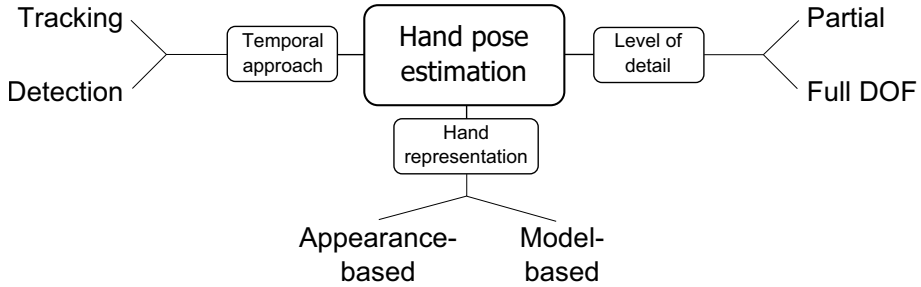 Tracking
Detection
Temporal
approach
Hand pose
estimation
Level of
detail
Partial
Full DOF
Hand
representation
Appearance-
based
Model-
based